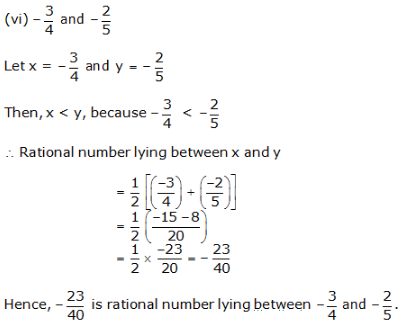 (vi) −3/4 and −2/5
Let x = −3/4 and y = −2/5
Then, x < y, because −3/4 < −2/5
∴ Rational number lying between x and y
= 1/2 [(−3/4) + (−2/5)]
= 1/2 (−15 −8/20)
= 1/2 × −23/20 = −23/40
Hence, −23/40 is rational number lying between −3/4 and −2/5.